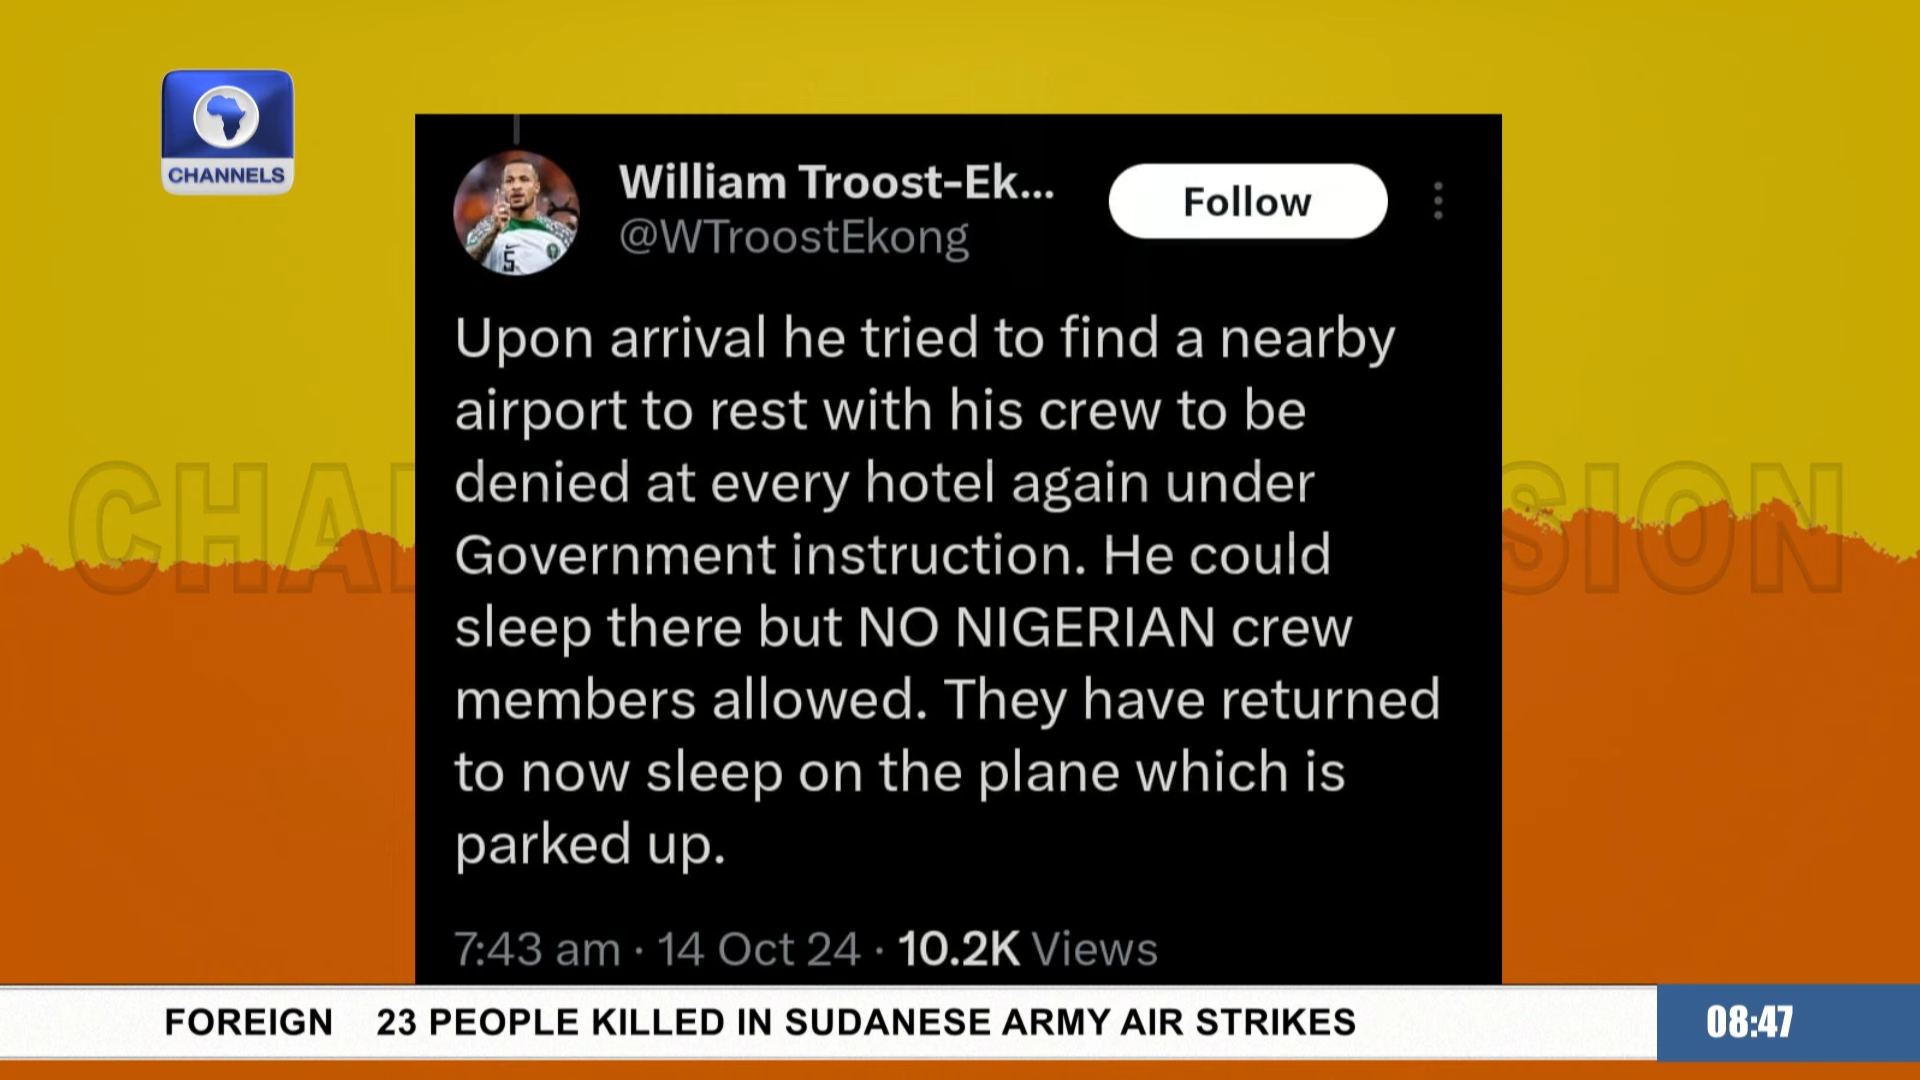 CHANNELS
William Troost-Ek...
@WTroostEkong
Follow
Upon arrival he tried to find a nearby
airport to rest with his crew to be
denied at every hotel again under
Government instruction. He could
sleep there but NO NIGERIAN crew
members allowed. They have returned
to now sleep on the plane which is
parked up.
7:43 am · 14 Oct 24 · 10.2K Views
CHA
SION
5
FOREIGN 23 PEOPLE KILLED IN SUDANESE ARMY AIR STRIKES
08:47